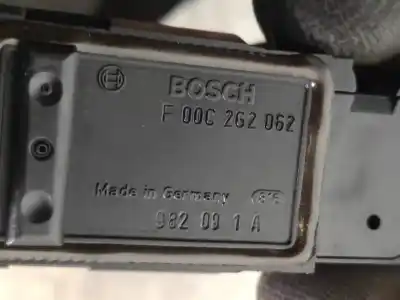 BOSCH
F 00C 2G2 062
Made in Germany
982 09 1 A